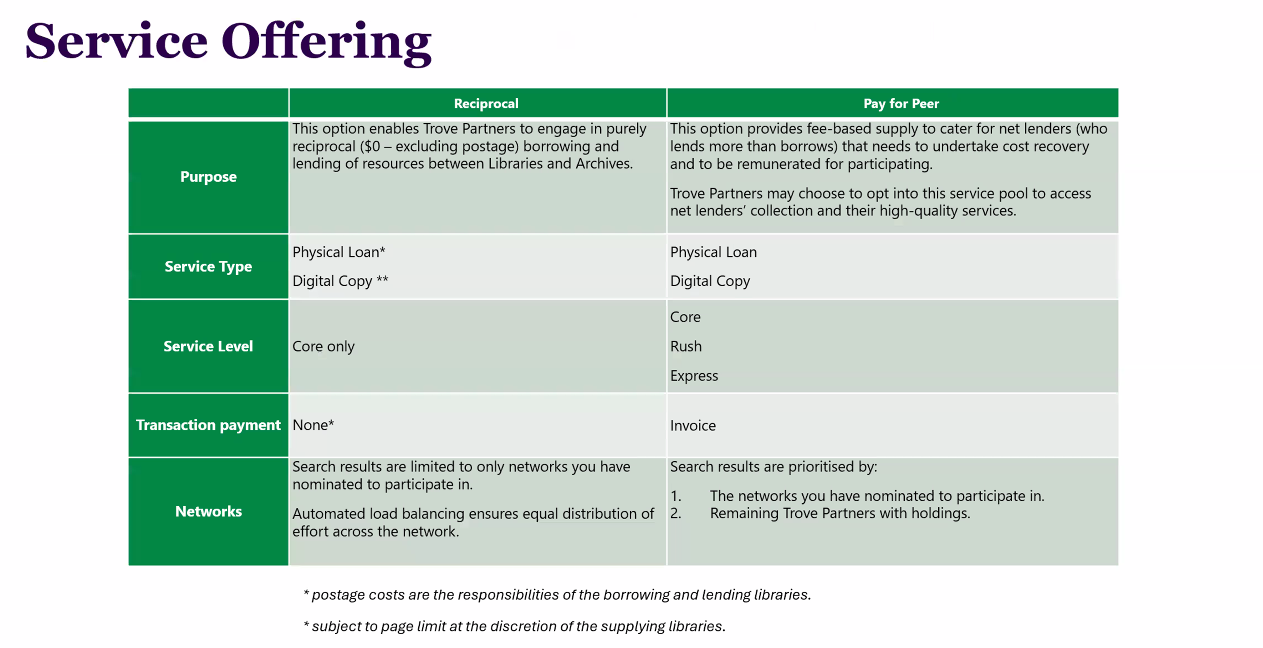 Service Offering
Reciprocal
Pay for Peer
Purpose
This option enables Trove Partners to engage in purely
reciprocal ($0 – excluding postage) borrowing and
lending of resources between Libraries and Archives.
This option provides fee-based supply to cater for net lenders (who
lends more than borrows) that needs to undertake cost recovery
and to be remunerated for participating.
Trove Partners may choose to opt into this service pool to access
net lenders’ collection and their high-quality services.
Service Type
Physical Loan*
Digital Copy **
Physical Loan
Digital Copy
Service Level
Core only
Core
Rush
Express
Transaction payment
None*
Invoice
Networks
Search results are limited to only networks you have
nominated to participate in.
Automated load balancing ensures equal distribution of
effort across the network.
Search results are prioritised by:
1. The networks you have nominated to participate in.
2. Remaining Trove Partners with holdings.
* postage costs are the responsibilities of the borrowing and lending libraries.
* subject to page limit at the discretion of the supplying libraries.